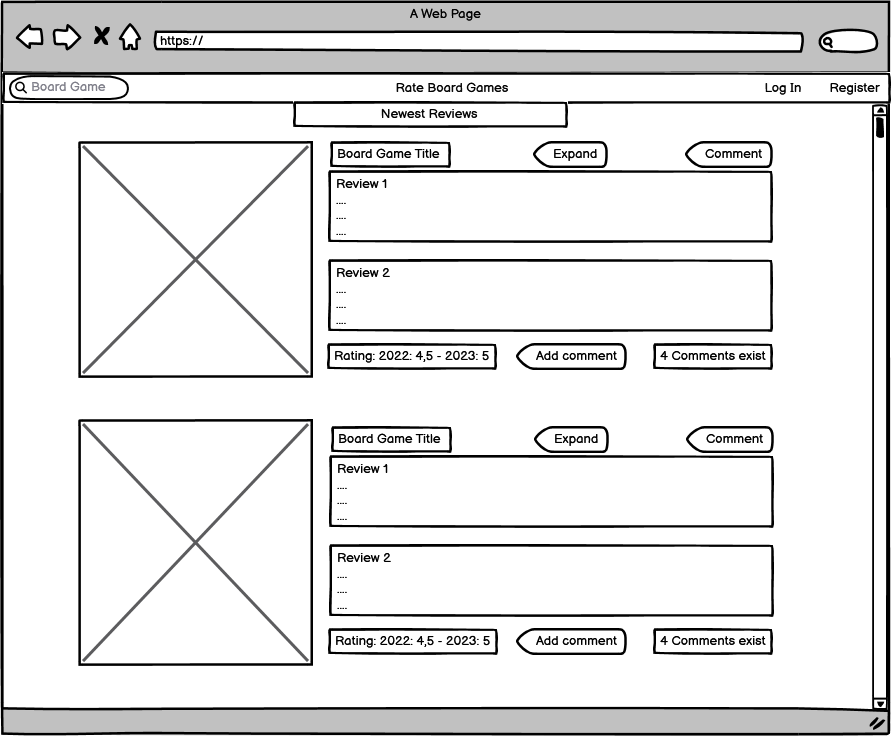 A Web Page
https://
Board Game
Rate Board Games
Log In
Register
Newest Reviews
Board Game Title
Expand
Comment
Review 1
....
....
....
Review 2
....
....
....
Rating: 2022: 4,5 - 2023: 5
Add comment
4 Comments exist
Board Game Title
Expand
Comment
Review 1
....
....
....
Review 2
....
....
....
Rating: 2022: 4,5 - 2023: 5
Add comment
4 Comments exist